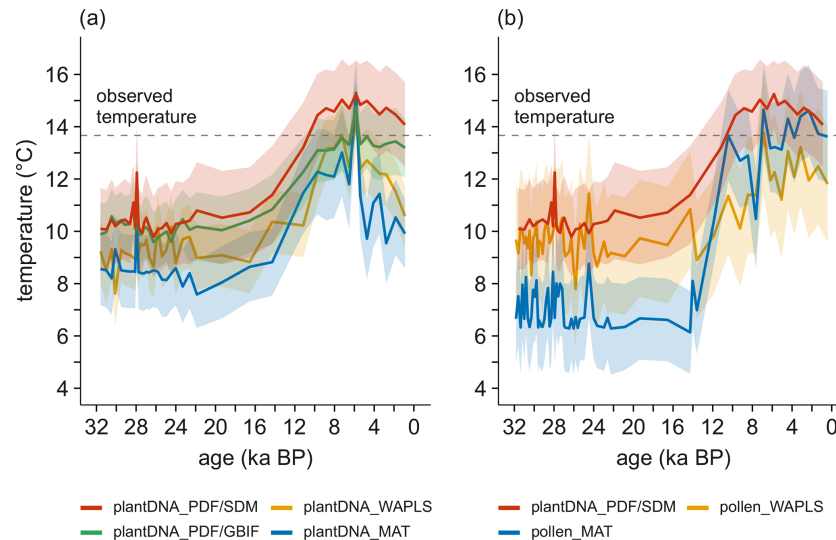 (a)
(b)
observed
temperature
observed
temperature
temperature (°C)
16
14
12
10
8
6
4
16
14
12
10
8
6
4
32 28 24 20 16 12 8 4 0
32 28 24 20 16 12 8 4 0
age (ka BP)
age (ka BP)
plantDNA_PDF/SDM plantDNA_WAPLS
plantDNA_PDF/GBIF plantDNA_MAT
plantDNA_PDF/SDM pollen_WAPLS
pollen_MAT